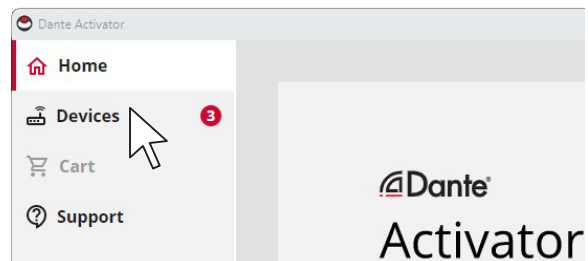 Dante Activator
Home
Devices 3
Cart
Support
Dante®
Activator